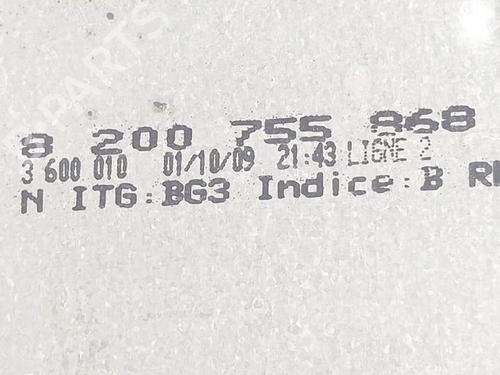 8 200 755 868
3 600 010 01/10/09 21:43 LIGNE 2
N ITG:BG3 Indice:B